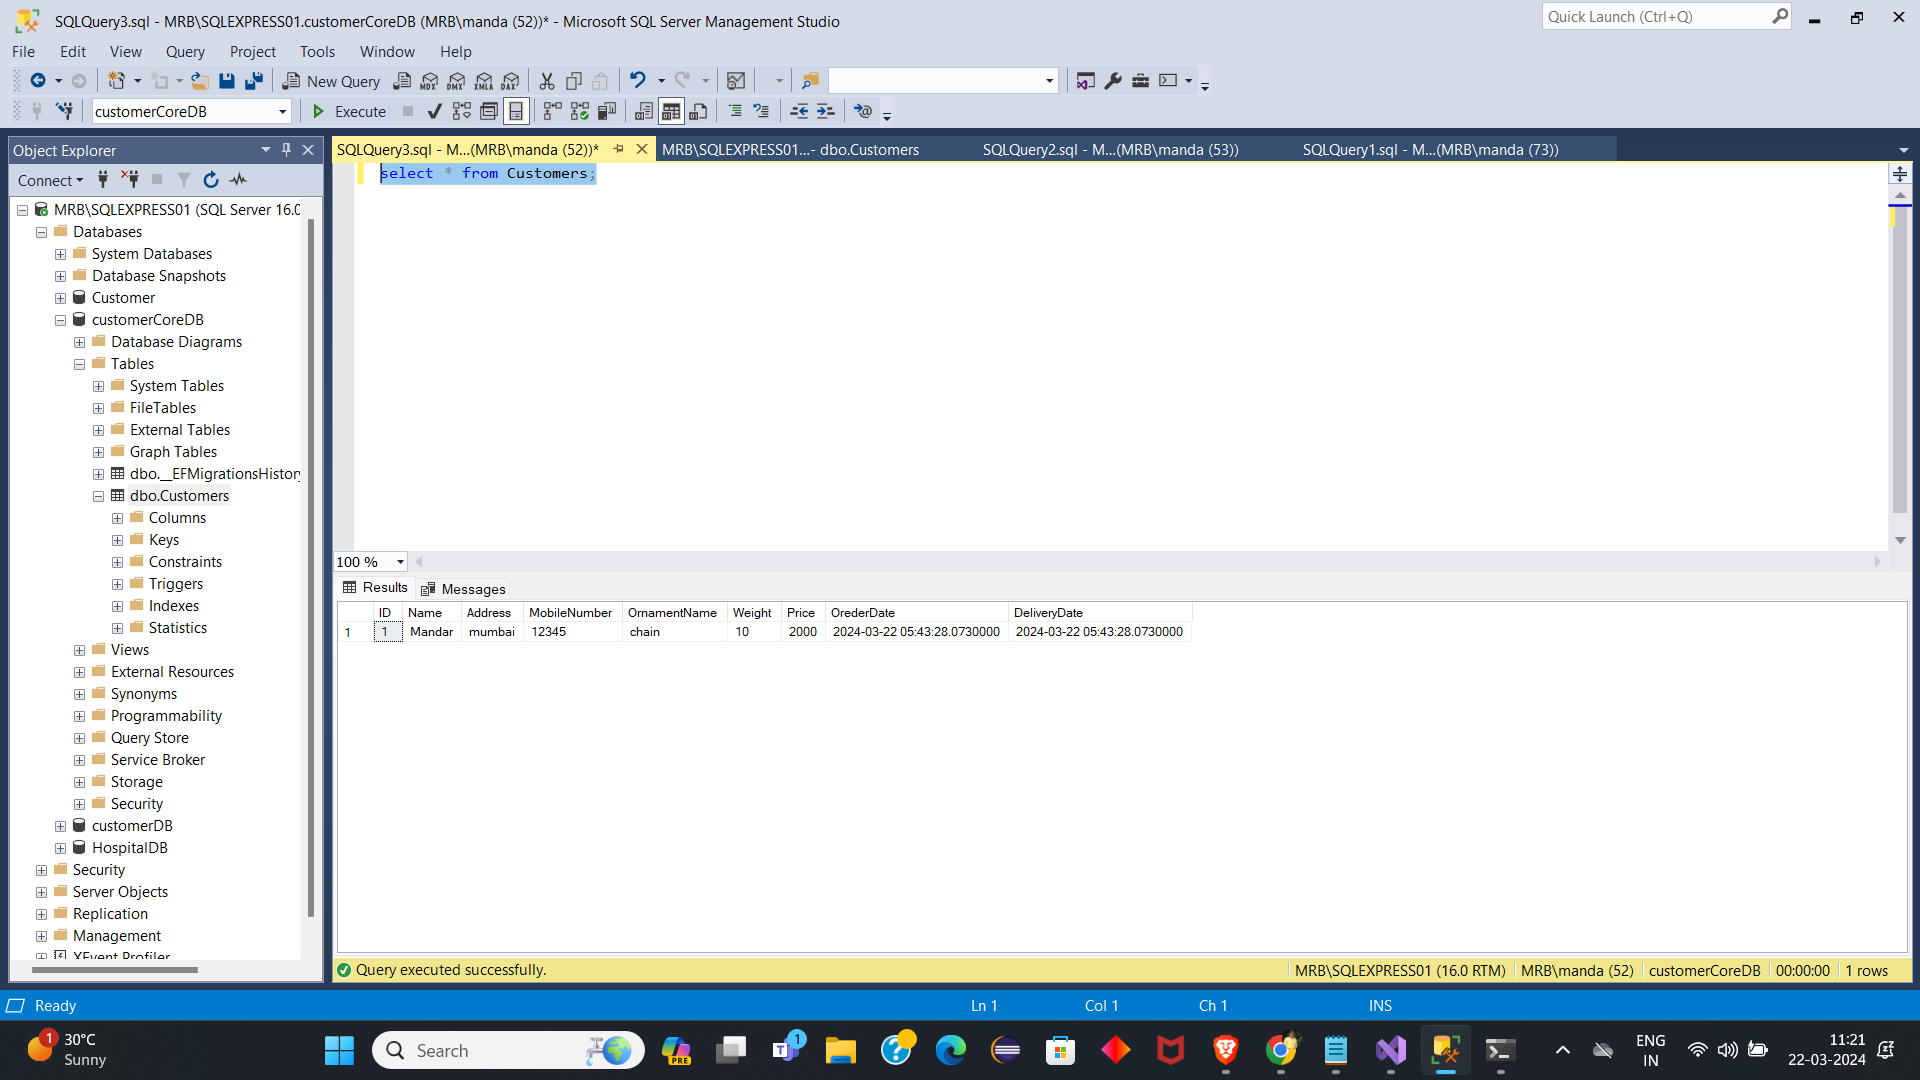 SQLQuery3.sql - MRB\SQLEXPRESS01.customerCoreDB (MRB\manda (52))* - Microsoft SQL Server Management Studio
Quick Launch (Ctrl+Q)
File Edit View Query Project Tools Window Help
New Query MDX DMX XMLA DAX
customerCoreDB Execute
Object Explorer
SQLQuery3.sql - M...(MRB\manda (52))* MRB\SQLEXPRESS01...- dbo.Customers SQLQuery2.sql - M...(MRB\manda (53)) SQLQuery1.sql - M...(MRB\manda (73))
Connect
select * from Customers;
MRB\SQLEXPRESS01 (SQL Server 16.0
Databases
System Databases
Database Snapshots
Customer
customerCoreDB
Database Diagrams
Tables
System Tables
FileTables
External Tables
Graph Tables
dbo.__EFMigrationsHistory
dbo.Customers
Columns
Keys
Constraints
Triggers
Indexes
Statistics
Views
External Resources
Synonyms
Programmability
Query Store
Service Broker
Storage
Security
customerDB
HospitalDB
Security
Server Objects
Replication
Management
XEvent Profiler
100 %
Results Messages
ID Name Address MobileNumber OrnamentName Weight Price OrederDate DeliveryDate
1 1 Mandar mumbai 12345 chain 10 2000 2024-03-22 05:43:28.0730000 2024-03-22 05:43:28.0730000
Query executed successfully. MRB\SQLEXPRESS01 (16.0 RTM) MRB\manda (52) customerCoreDB 00:00:00 1 rows
Ready Ln 1 Col 1 Ch 1 INS
1 30°C
Sunny
Search
PRE
1
ENG
IN
11:21
22-03-2024